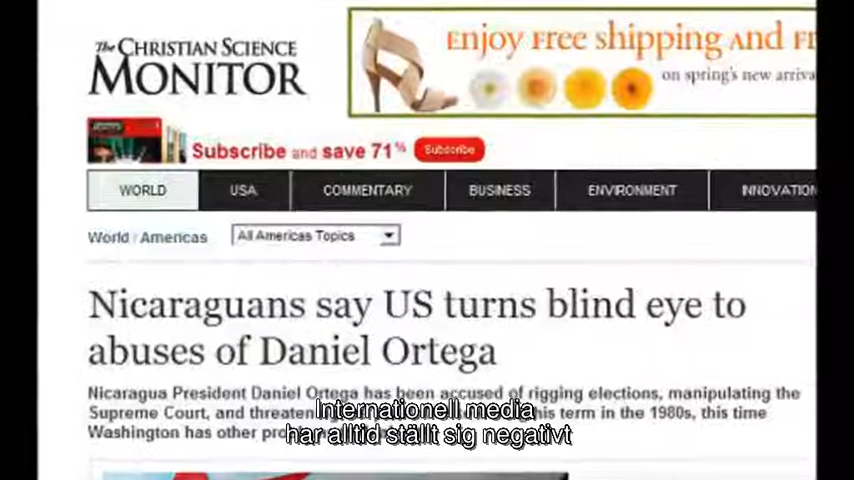 The CHRISTIAN SCIENCE
MONITOR
Enjoy Free shipping and
on spring's new
Subscribe and save 71%
Subscribe
WORLD
USA
COMMENTARY
BUSINESS
ENVIRONMENT
INNOVATION
World / Americas
All Americas Topics
Nicaraguans say US turns blind eye to
abuses of Daniel Ortega
Nicaragua President Daniel Ortega has been accused of rigging elections, manipulating the
Supreme Court, and his term in the 1980s, this time
Washington has other
Internationell media
har alltid ställt sig negativt